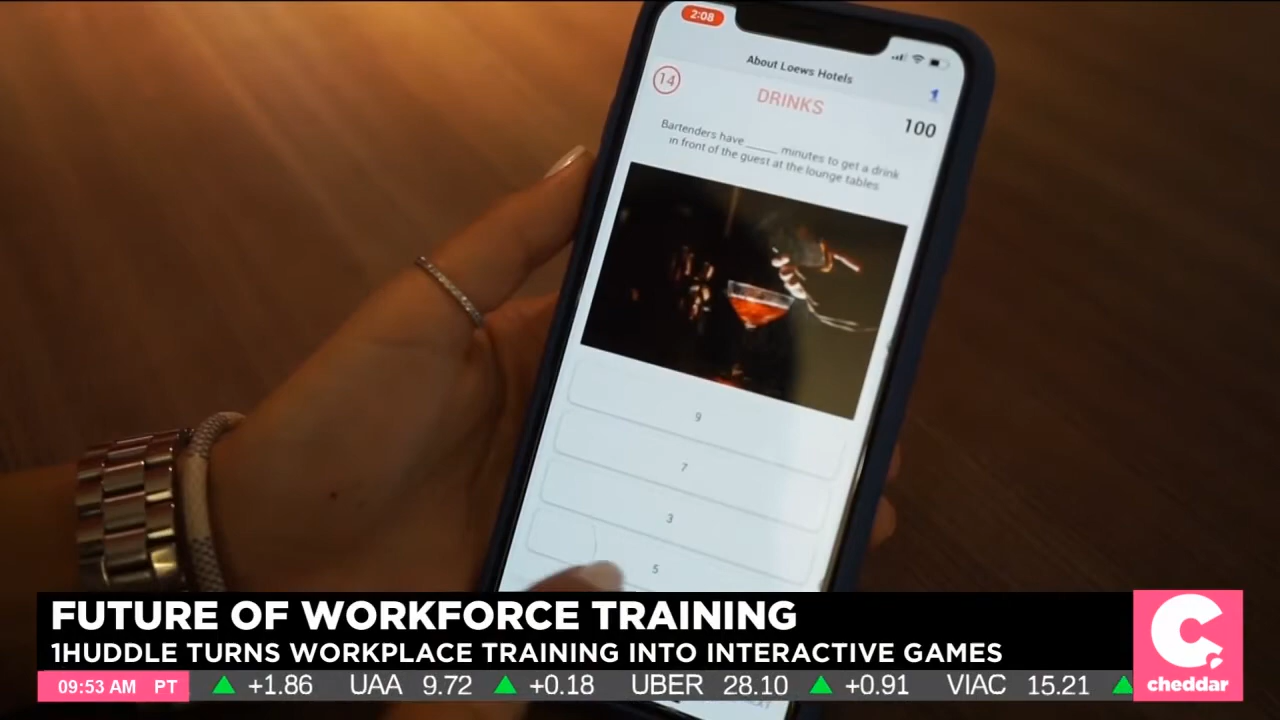 2:08
About Loews Hotels
14
DRINKS
1
100
Bartenders have _____ minutes to get a drink
in front of the guest at the lounge tables
9
7
3
5
FUTURE OF WORKFORCE TRAINING
1HUDDLE TURNS WORKPLACE TRAINING INTO INTERACTIVE GAMES
09:53 AM PT ▲ +1.86 UAA 9.72 ▲ +0.18 UBER 28.10 ▲ +0.91 VIAC 15.21 ▲
cheddar